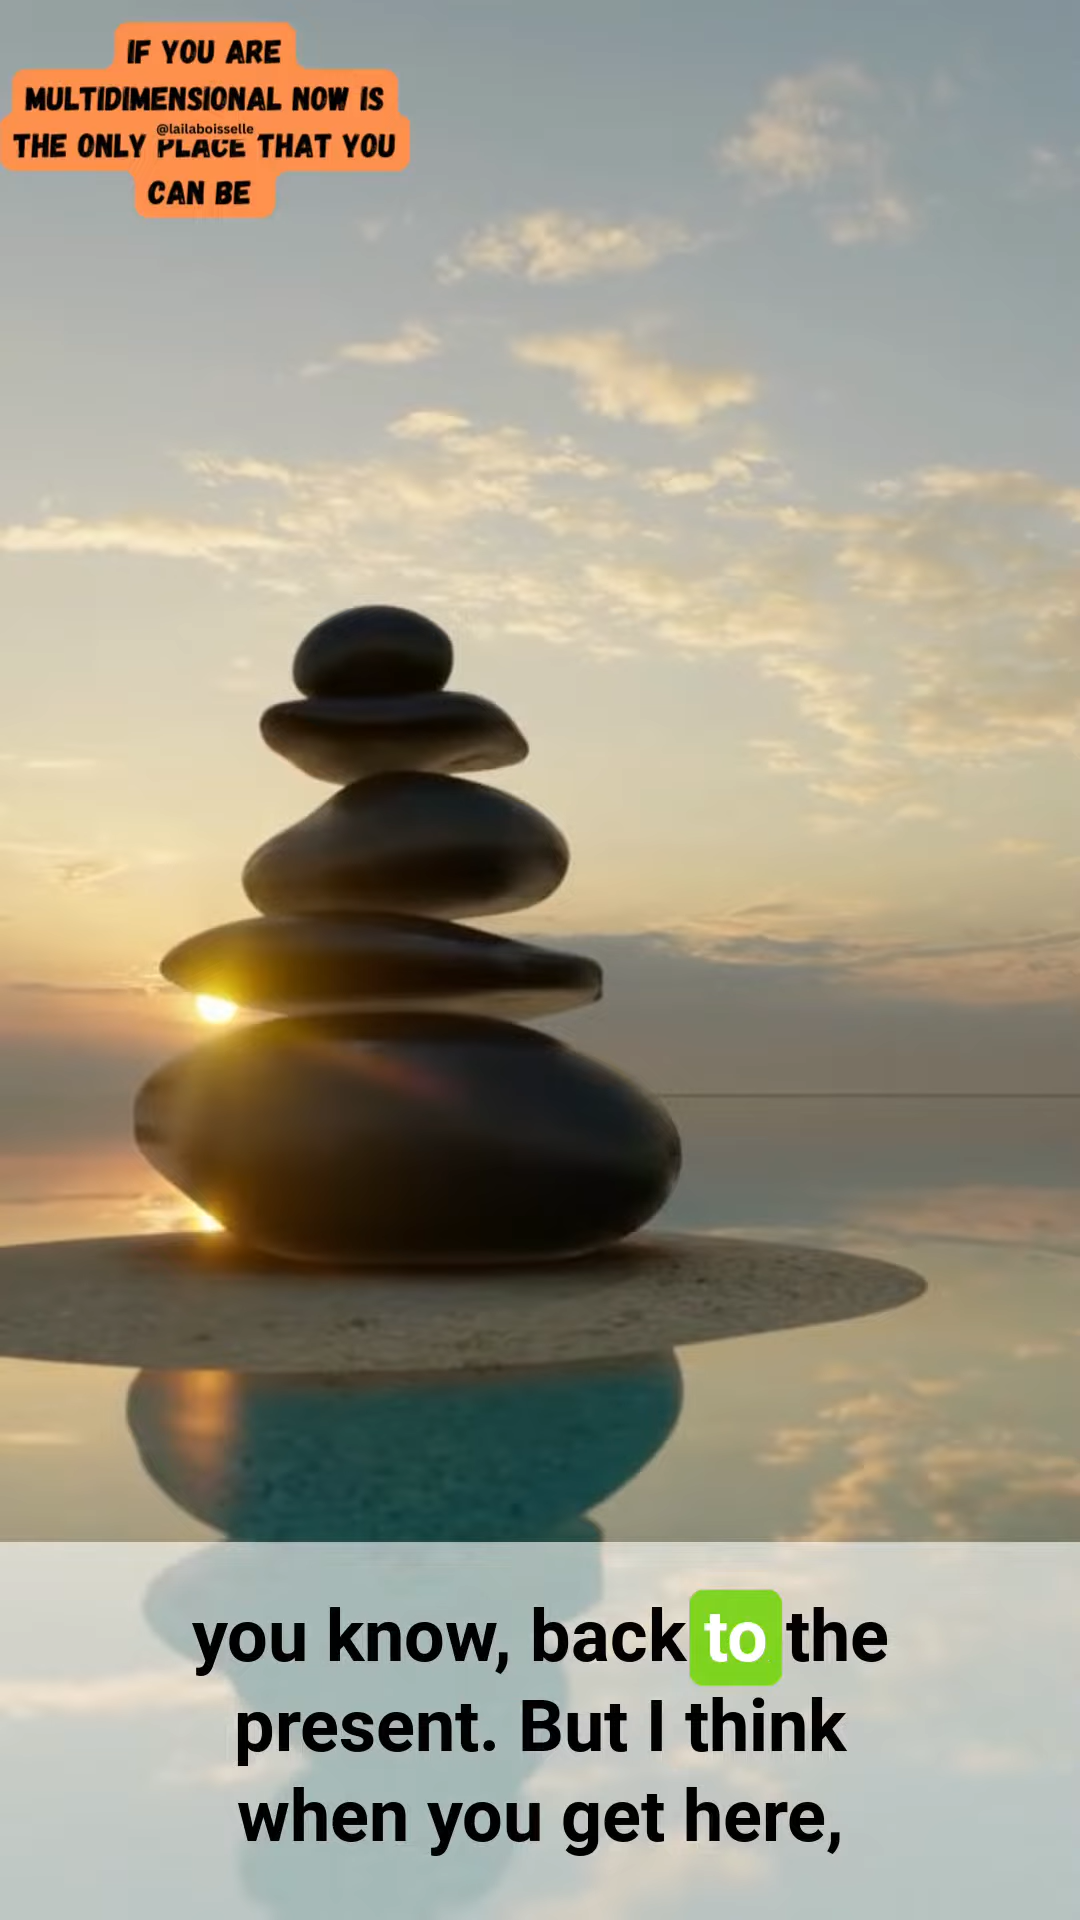 IF YOU ARE
MULTIDIMENSIONAL NOW IS
@lailaboisselle
THE ONLY PLACE THAT YOU
CAN BE
you know, back to the
present. But I think
when you get here,